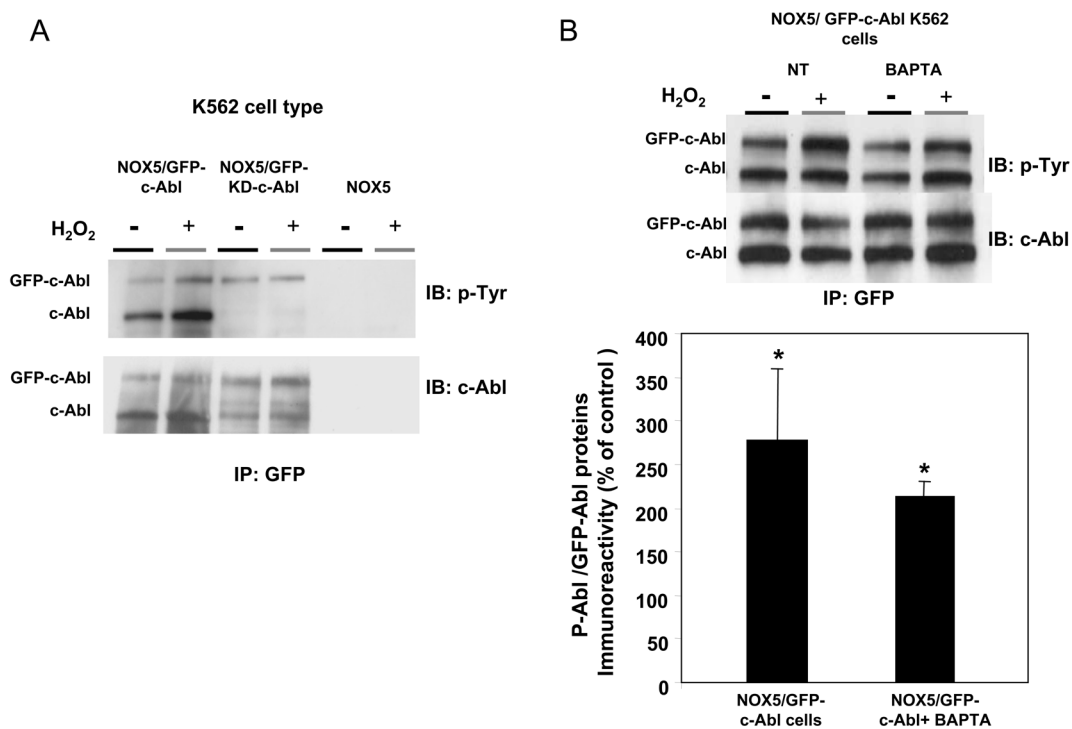 A
K562 cell type
NOX5/GFP-
c-Abl
NOX5/GFP-
KD-c-Abl
NOX5
H₂O₂ - + - + - +
GFP-c-Abl
c-Abl
IB: p-Tyr
GFP-c-Abl
c-Abl
IB: c-Abl
IP: GFP
B
NOX5/ GFP-c-Abl K562
cells
NT BAPTA
H₂O₂ - + - +
GFP-c-Abl
c-Abl
IB: p-Tyr
GFP-c-Abl
c-Abl
IB: c-Abl
IP: GFP
P-Abl /GFP-Abl proteins
Immunoreactivity (% of control )
400
350
300
250
200
150
100
50
0
*
*
NOX5/GFP-
c-Abl cells
NOX5/GFP-
c-Abl+ BAPTA